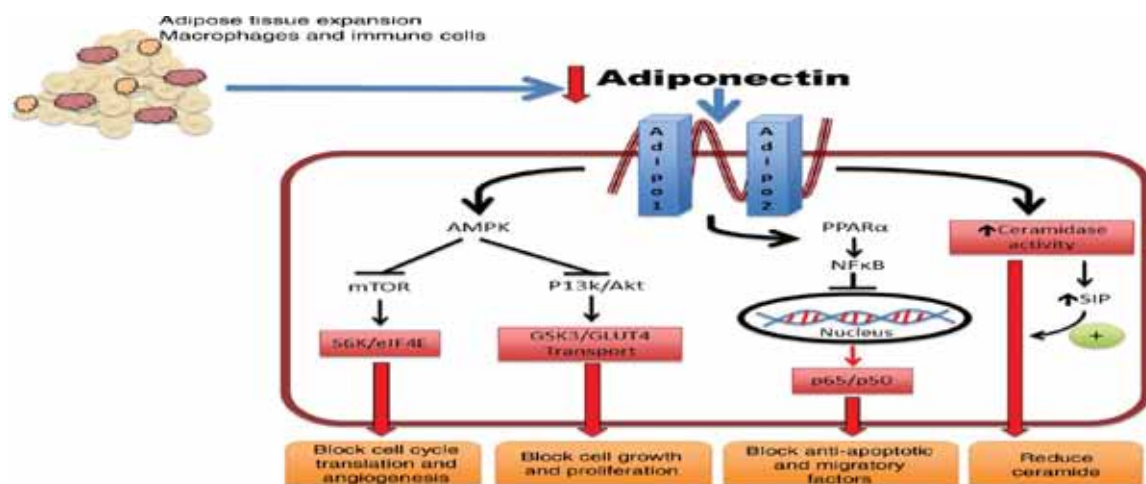 Adipose tissue expansion
Macrophages and immune cells
Adiponectin
Adipo1
Adipo2
AMPK
PPARα
↑Ceramidase
activity
mTOR
P13k/Akt
NFκB
↑SIP
+
Nucleus
S6K/eIF4E
GSK3/GLUT4
Transport
p65/p50
Block cell cycle
translation and
angiogenesis
Block cell growth
and proliferation
Block anti-apoptotic
and migratory
factors
Reduce
ceramide